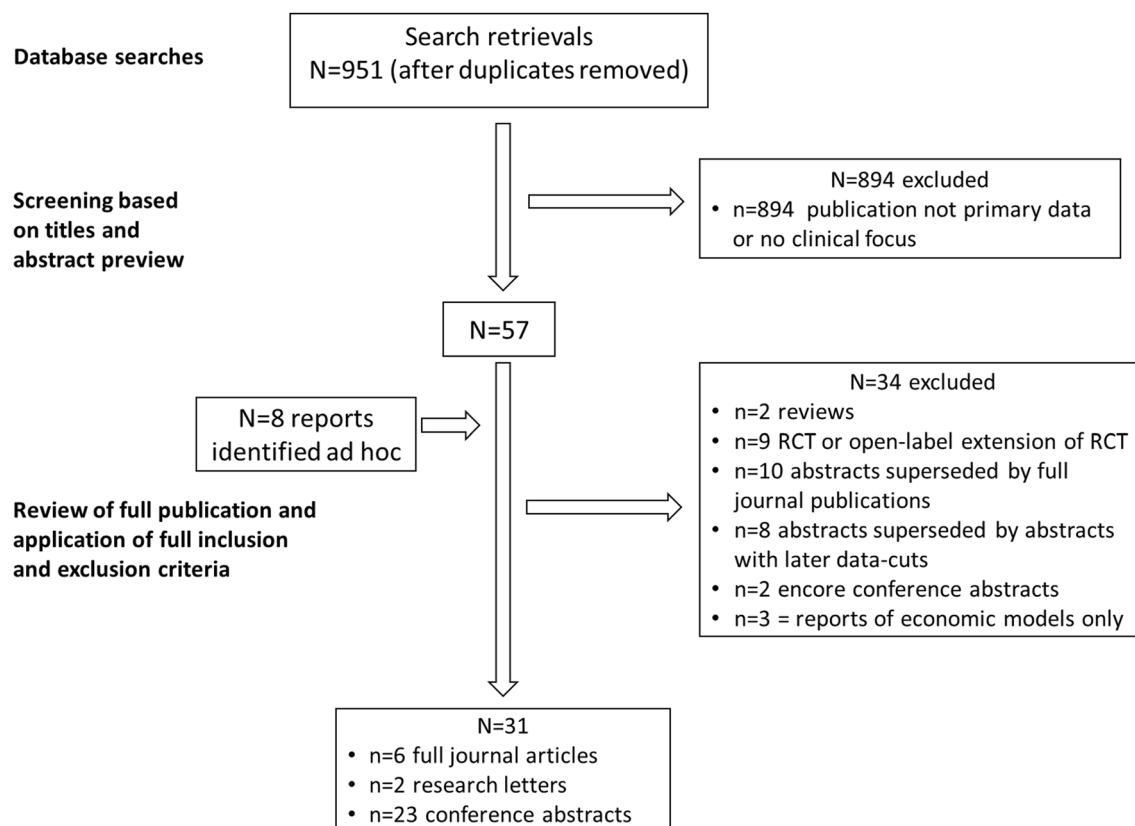 Database searches
Search retrievals
N=951 (after duplicates removed)
Screening based
on titles and
abstract preview
N=894 excluded
• n=894  publication not primary data
or no clinical focus
N=57
N=8 reports
identified ad hoc
Review of full publication and
application of full inclusion
and exclusion criteria
N=34 excluded
• n=2 reviews
• n=9 RCT or open-label extension of RCT
• n=10 abstracts superseded by full
journal publications
• n=8 abstracts superseded by abstracts
with later data-cuts
• n=2 encore conference abstracts
• n=3 = reports of economic models only
N=31
• n=6 full journal articles
• n=2 research letters
• n=23 conference abstracts